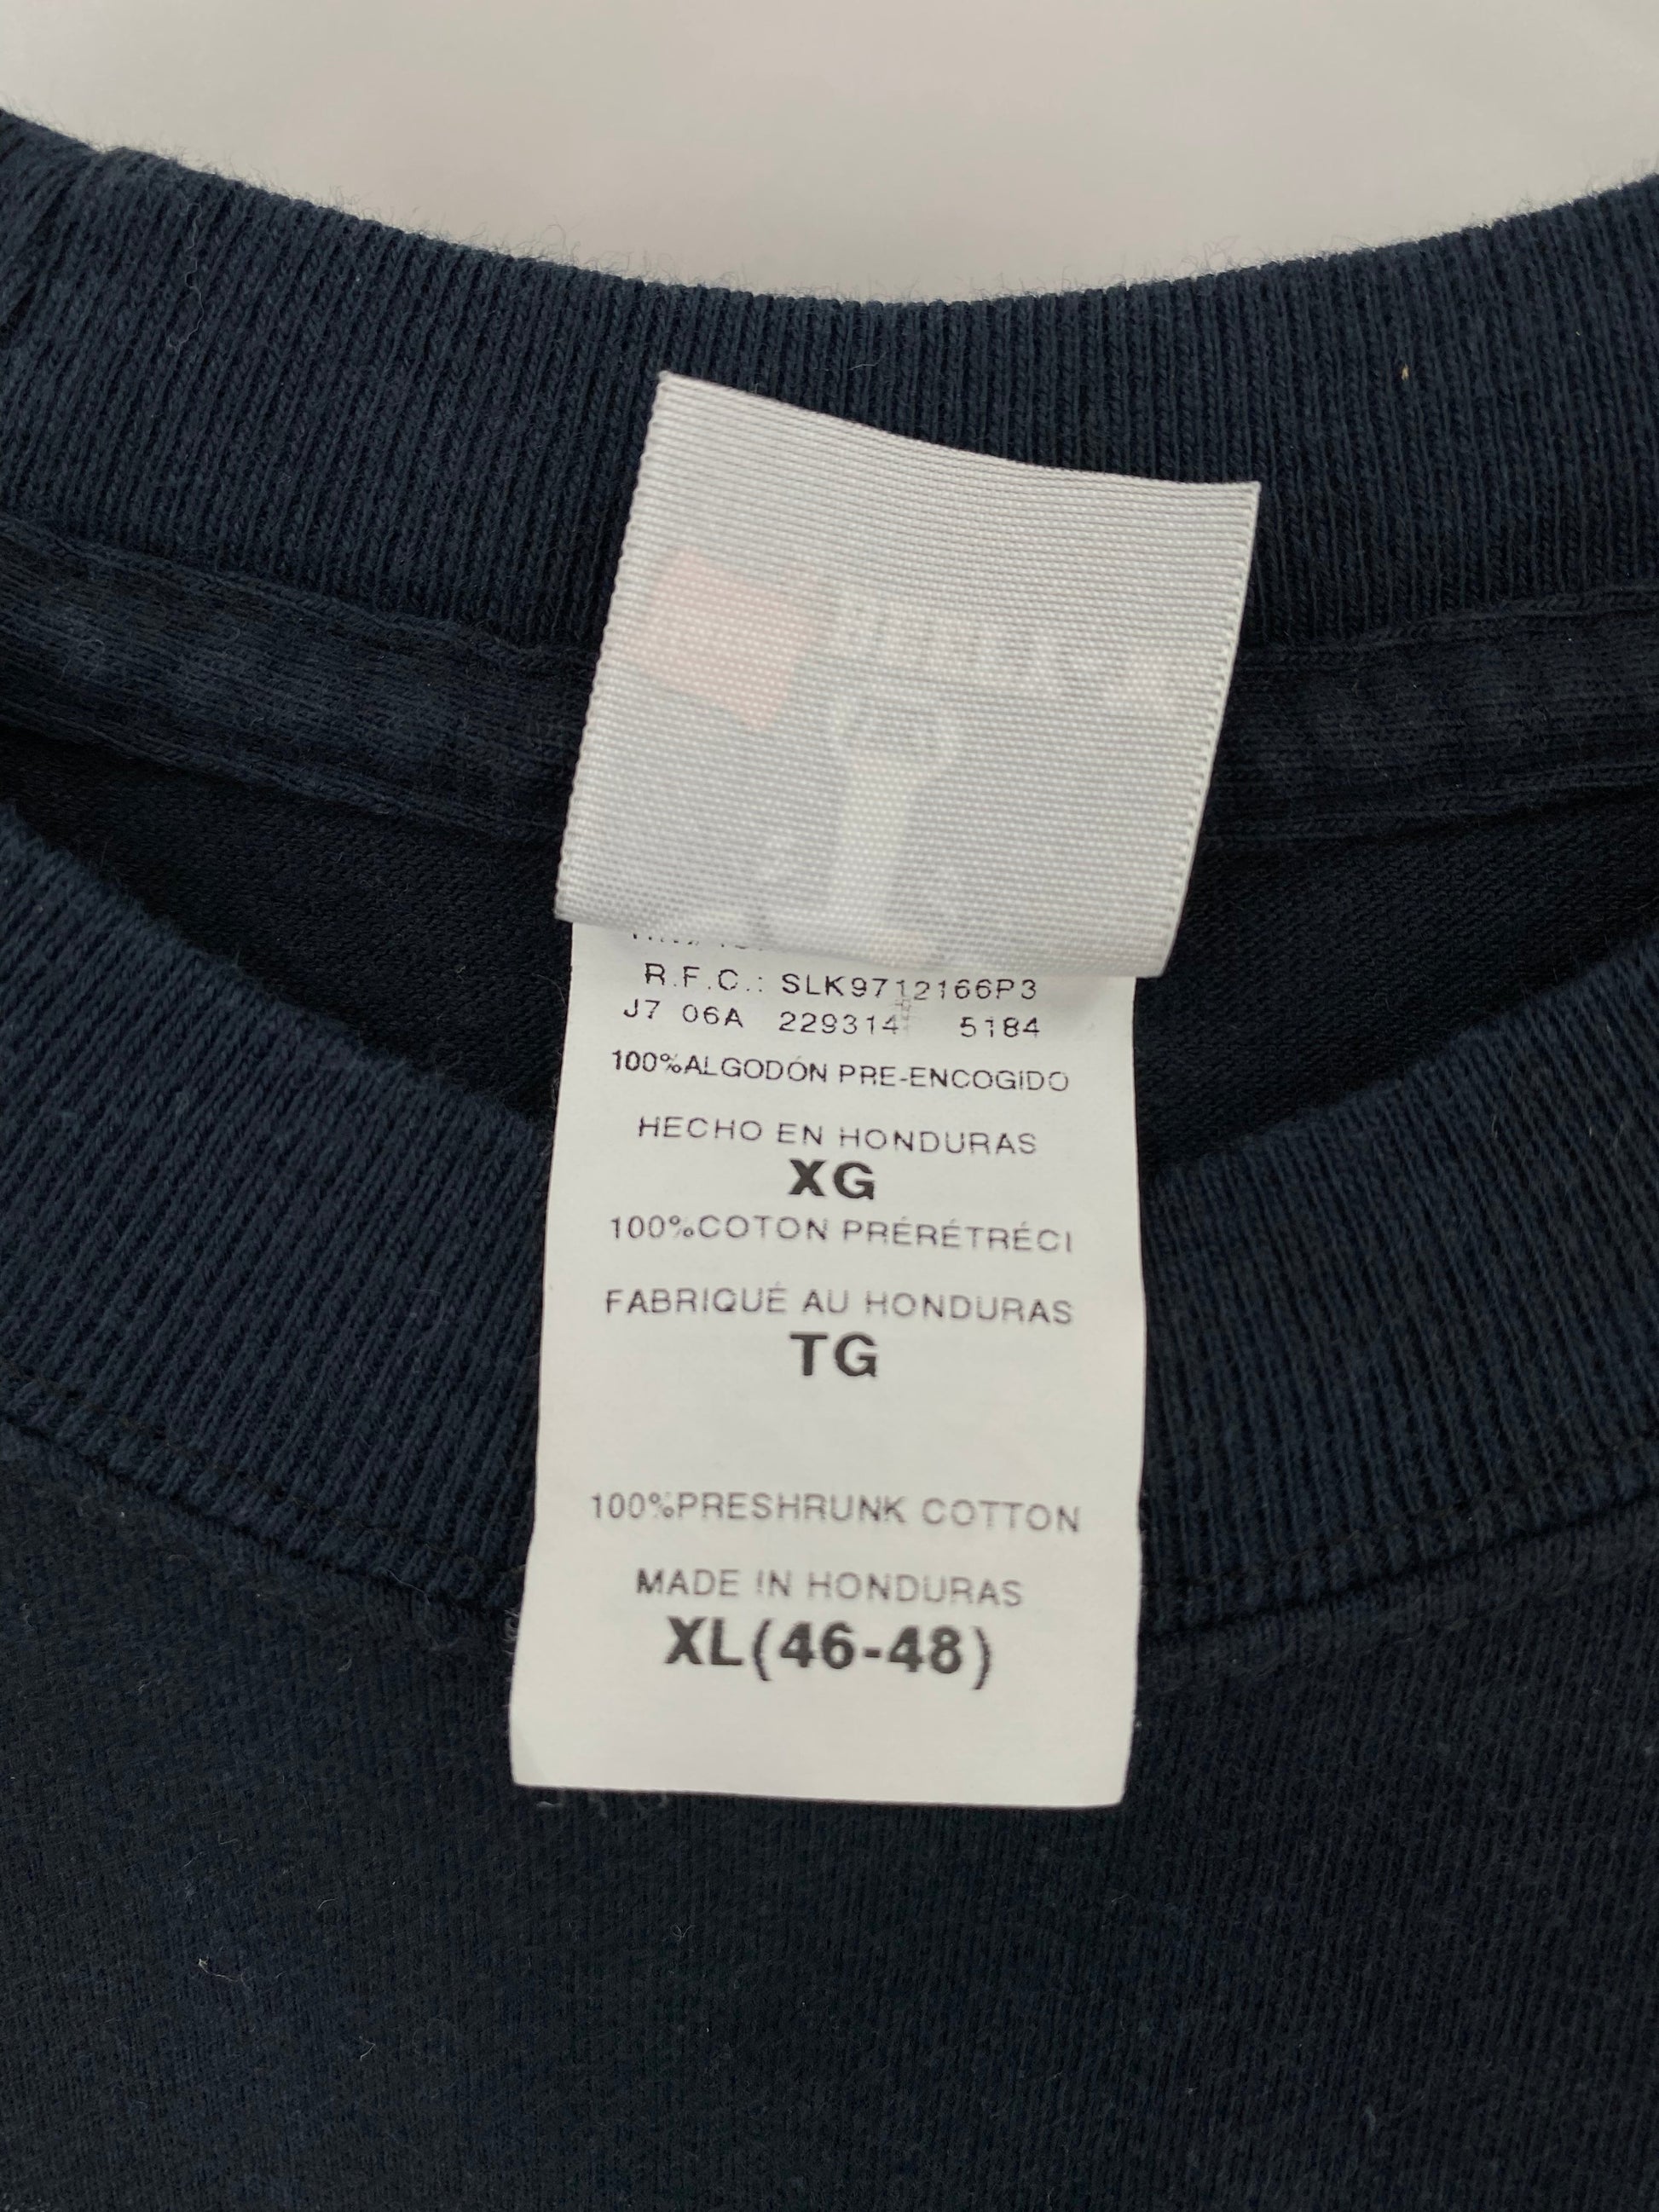 R.F.C.: SLK9712166P3
J7 06A 229314 5184
100%ALGODÓN PRE-ENCOGIDO
HECHO EN HONDURAS
XG
100%COTON PRÉRÉTRÉCI
FABRIQUÉ AU HONDURAS
TG
100%PRESHRUNK COTTON
MADE IN HONDURAS
XL(46-48)